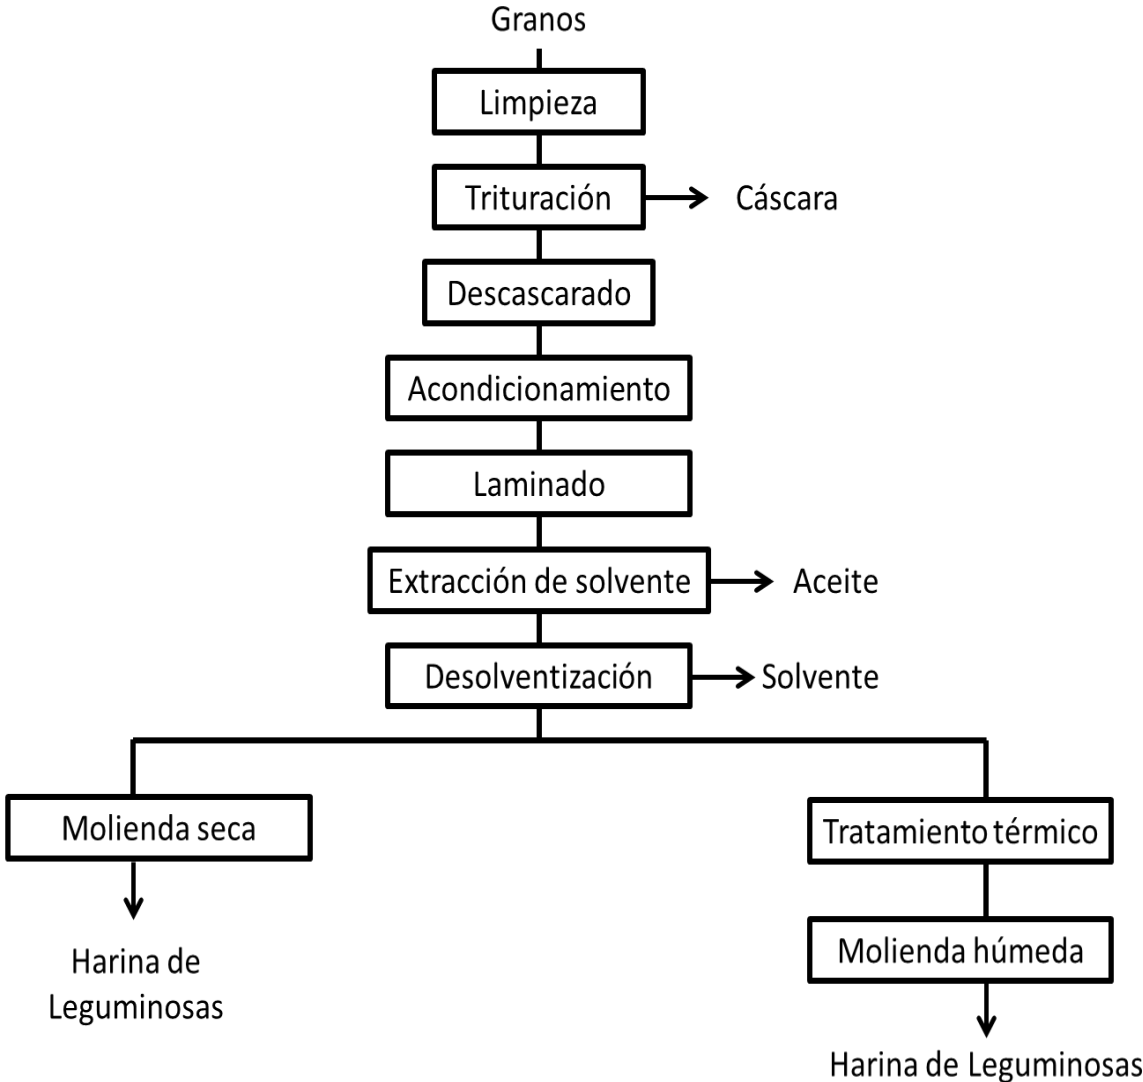 Granos
Limpieza
Trituración
Cáscara
Descascarado
Acondicionamiento
Laminado
Extracción de solvente
Aceite
Desolventización
Solvente
Molienda seca
Tratamiento térmico
Harina de
Leguminosas
Molienda húmeda
Harina de Leguminosas